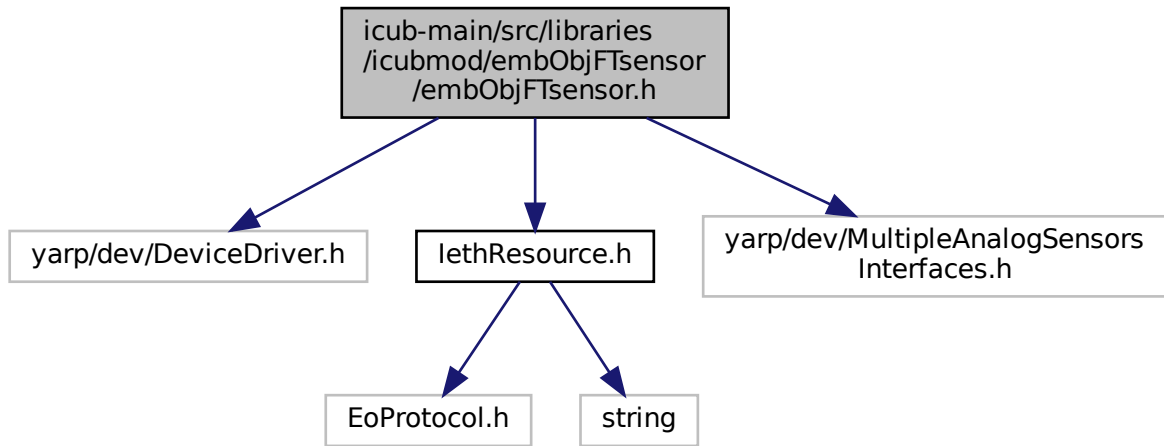 icub-main/src/libraries
/icubmod/embObjFTsensor
/embObjFTsensor.h
yarp/dev/DeviceDriver.h
IethResource.h
yarp/dev/MultipleAnalogSensors
Interfaces.h
EoProtocol.h
string